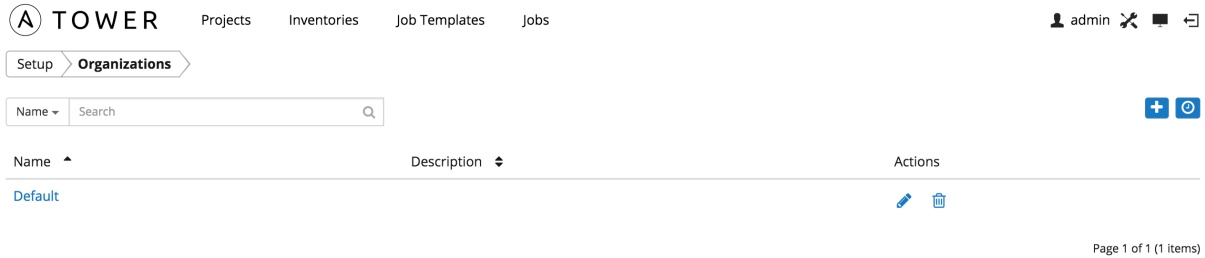 A TOWER Projects Inventories Job Templates Jobs admin
Setup Organizations
Name Search
Name Description Actions
Default
Page 1 of 1 (1 items)